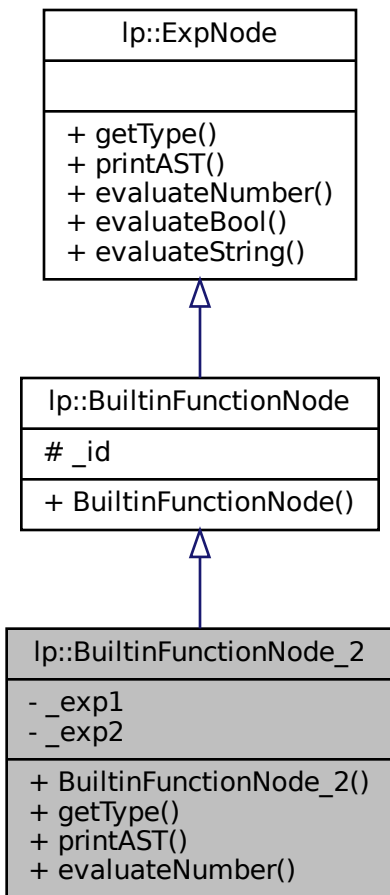 lp::ExpNode
+ getType()
+ printAST()
+ evaluateNumber()
+ evaluateBool()
+ evaluateString()
lp::BuiltinFunctionNode
# _id
+ BuiltinFunctionNode()
lp::BuiltinFunctionNode_2
- _exp1
- _exp2
+ BuiltinFunctionNode_2()
+ getType()
+ printAST()
+ evaluateNumber()